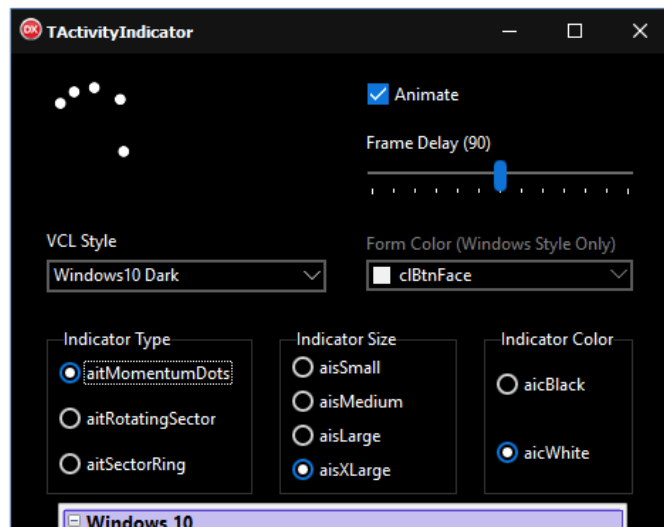 TActivityIndicator
Animate
Frame Delay (90)
VCL Style
Form Color (Windows Style Only)
Windows10 Dark
clBtnFace
Indicator Type
Indicator Size
Indicator Color
aitMomentumDots
aitRotatingSector
aitSectorRing
aisSmall
aisMedium
aisLarge
aisXLarge
aicBlack
aicWhite
Windows 10